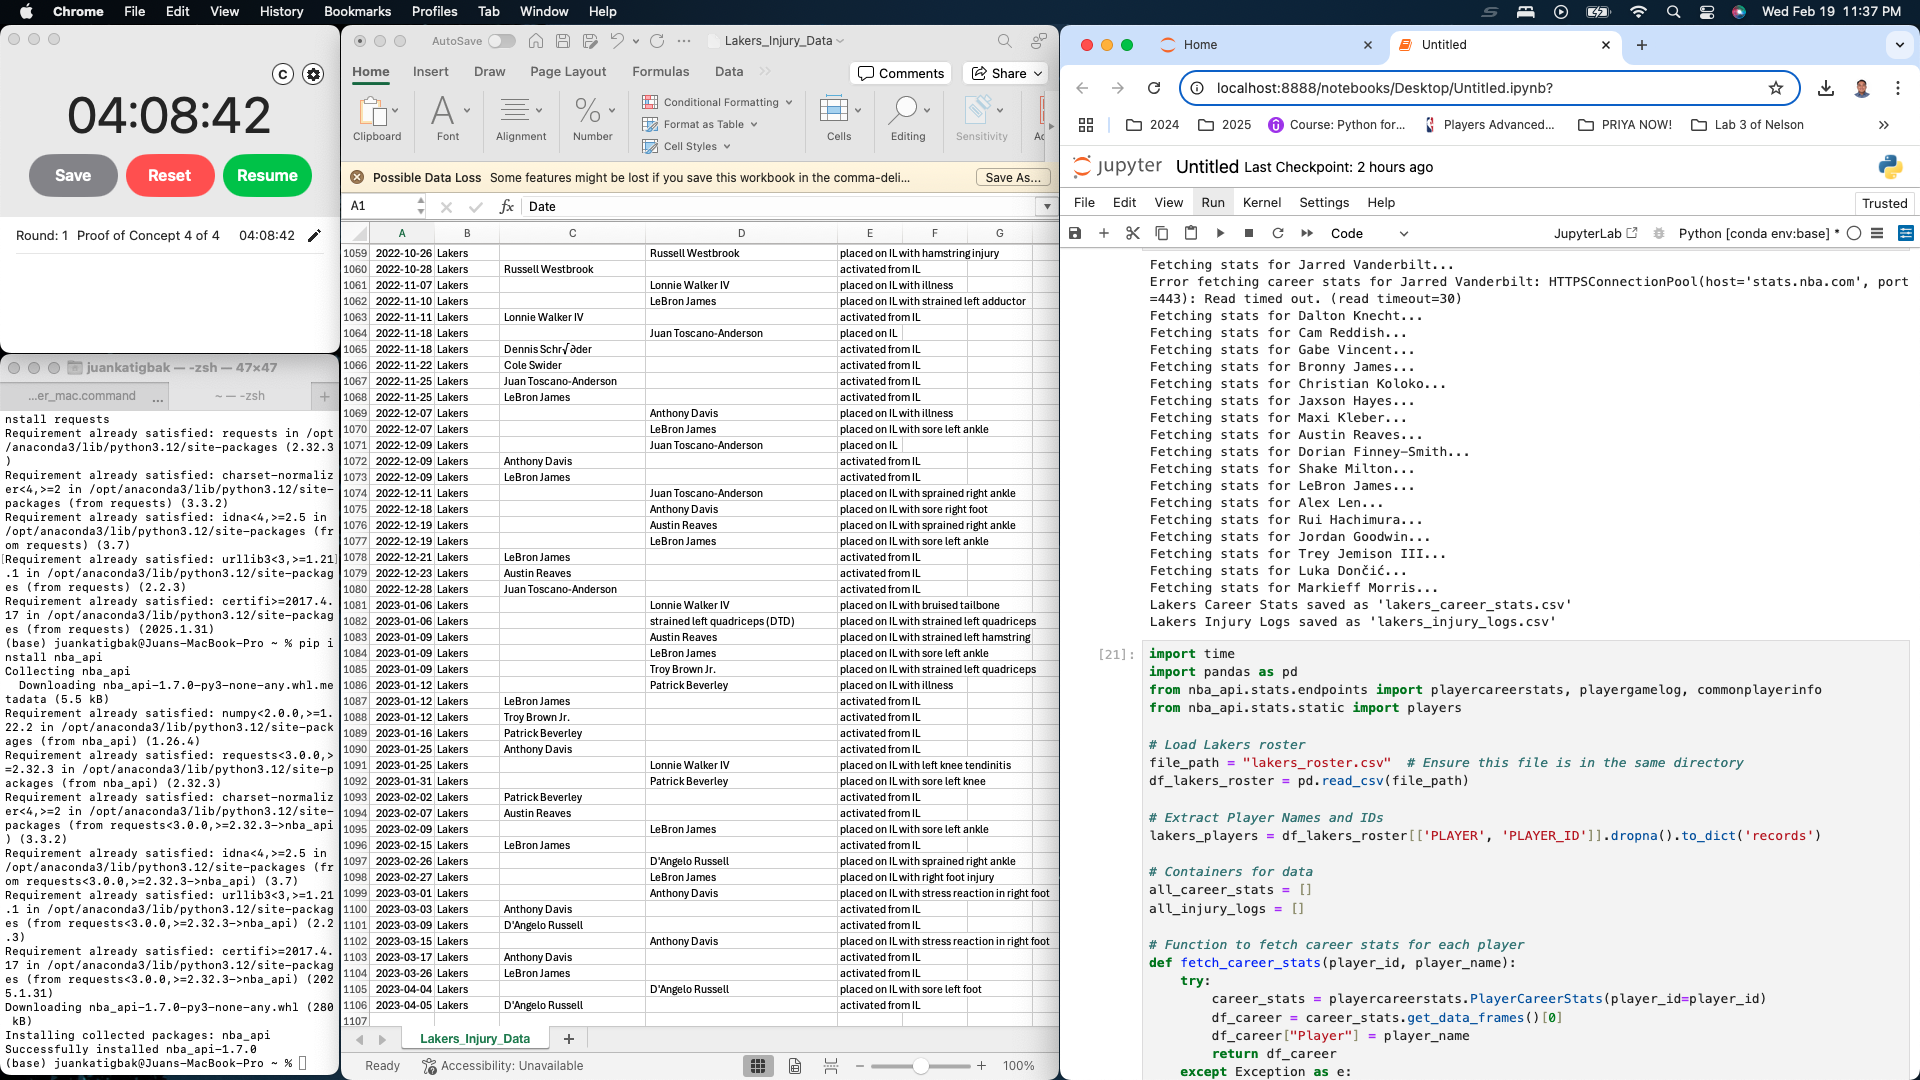 Chrome File Edit View History Bookmarks Profiles Tab Window Help
Wed Feb 19 11:37 PM
C
04:08:42
Save Reset Resume
Round: 1 Proof of Concept 4 of 4 04:08:42
juankatigbak — -zsh — 47×47
...er_mac.command ... ~ — -zsh +
nstall requests
Requirement already satisfied: requests in /opt
/anaconda3/lib/python3.12/site-packages (2.32.3
)
Requirement already satisfied: charset-normaliz
er<4,>=2 in /opt/anaconda3/lib/python3.12/site-
packages (from requests) (3.3.2)
Requirement already satisfied: idna<4,>=2.5 in
/opt/anaconda3/lib/python3.12/site-packages (fr
om requests) (3.7)
Requirement already satisfied: urllib3<3,>=1.21
.1 in /opt/anaconda3/lib/python3.12/site-packag
es (from requests) (2.2.3)
Requirement already satisfied: certifi>=2017.4.
17 in /opt/anaconda3/lib/python3.12/site-packag
es (from requests) (2025.1.31)
(base) juankatigbak@Juans-MacBook-Pro ~ % pip i
nstall nba_api
Collecting nba_api
Downloading nba_api-1.7.0-py3-none-any.whl.me
tadata (5.5 kB)
Requirement already satisfied: numpy<2.0.0,>=1.
22.2 in /opt/anaconda3/lib/python3.12/site-pack
ages (from nba_api) (1.26.4)
Requirement already satisfied: requests<3.0.0,>
=2.32.3 in /opt/anaconda3/lib/python3.12/site-p
ackages (from nba_api) (2.32.3)
Requirement already satisfied: charset-normaliz
er<4,>=2 in /opt/anaconda3/lib/python3.12/site-
packages (from requests<3.0.0,>=2.32.3->nba_api
) (3.3.2)
Requirement already satisfied: idna<4,>=2.5 in
/opt/anaconda3/lib/python3.12/site-packages (fr
om requests<3.0.0,>=2.32.3->nba_api) (3.7)
Requirement already satisfied: urllib3<3,>=1.21
.1 in /opt/anaconda3/lib/python3.12/site-packag
es (from requests<3.0.0,>=2.32.3->nba_api) (2.2
.3)
Requirement already satisfied: certifi>=2017.4.
17 in /opt/anaconda3/lib/python3.12/site-packag
es (from requests<3.0.0,>=2.32.3->nba_api) (202
5.1.31)
Downloading nba_api-1.7.0-py3-none-any.whl (280
kB)
Installing collected packages: nba_api
Successfully installed nba_api-1.7.0
(base) juankatigbak@Juans-MacBook-Pro ~ %
AutoSave ... Lakers_Injury_Data
Home Insert Draw Page Layout Formulas Data >> Comments Share
Clipboard Font Alignment Number Conditional Formatting Format as Table Cell Styles Cells Editing Sensitivity
Possible Data Loss Some features might be lost if you save this workbook in the comma-deli... Save As...
A1 fx Date
A B C D E F G
1059 2022-10-26 Lakers Russell Westbrook placed on IL with hamstring injury
1060 2022-10-28 Lakers Russell Westbrook activated from IL
1061 2022-11-07 Lakers Lonnie Walker IV placed on IL with illness
1062 2022-11-10 Lakers LeBron James placed on IL with strained left adductor
1063 2022-11-11 Lakers Lonnie Walker IV activated from IL
1064 2022-11-18 Lakers Juan Toscano-Anderson placed on IL
1065 2022-11-18 Lakers Dennis Schr√∂der activated from IL
1066 2022-11-22 Lakers Cole Swider activated from IL
1067 2022-11-25 Lakers Juan Toscano-Anderson activated from IL
1068 2022-11-25 Lakers LeBron James activated from IL
1069 2022-12-07 Lakers Anthony Davis placed on IL with illness
1070 2022-12-07 Lakers LeBron James placed on IL with sore left ankle
1071 2022-12-09 Lakers Juan Toscano-Anderson placed on IL
1072 2022-12-09 Lakers Anthony Davis activated from IL
1073 2022-12-09 Lakers LeBron James activated from IL
1074 2022-12-11 Lakers Juan Toscano-Anderson placed on IL with sprained right ankle
1075 2022-12-18 Lakers Anthony Davis placed on IL with sore right foot
1076 2022-12-19 Lakers Austin Reaves placed on IL with sprained right ankle
1077 2022-12-19 Lakers LeBron James placed on IL with sore left ankle
1078 2022-12-21 Lakers LeBron James activated from IL
1079 2022-12-23 Lakers Austin Reaves activated from IL
1080 2022-12-28 Lakers Juan Toscano-Anderson activated from IL
1081 2023-01-06 Lakers Lonnie Walker IV placed on IL with bruised tailbone
1082 2023-01-06 Lakers strained left quadriceps (DTD) placed on IL with strained left quadriceps
1083 2023-01-09 Lakers Austin Reaves placed on IL with strained left hamstring
1084 2023-01-09 Lakers LeBron James placed on IL with sore left ankle
1085 2023-01-09 Lakers Troy Brown Jr. placed on IL with strained left quadriceps
1086 2023-01-12 Lakers Patrick Beverley placed on IL with illness
1087 2023-01-12 Lakers LeBron James activated from IL
1088 2023-01-12 Lakers Troy Brown Jr. activated from IL
1089 2023-01-16 Lakers Patrick Beverley activated from IL
1090 2023-01-25 Lakers Anthony Davis activated from IL
1091 2023-01-25 Lakers Lonnie Walker IV placed on IL with left knee tendinitis
1092 2023-01-31 Lakers Patrick Beverley placed on IL with sore left knee
1093 2023-02-02 Lakers Patrick Beverley activated from IL
1094 2023-02-07 Lakers Austin Reaves activated from IL
1095 2023-02-09 Lakers LeBron James placed on IL with sore left ankle
1096 2023-02-15 Lakers LeBron James activated from IL
1097 2023-02-26 Lakers D'Angelo Russell placed on IL with sprained right ankle
1098 2023-02-27 Lakers LeBron James placed on IL with right foot injury
1099 2023-03-01 Lakers Anthony Davis placed on IL with stress reaction in right foot
1100 2023-03-03 Lakers Anthony Davis activated from IL
1101 2023-03-09 Lakers D'Angelo Russell activated from IL
1102 2023-03-15 Lakers Anthony Davis placed on IL with stress reaction in right foot
1103 2023-03-17 Lakers Anthony Davis activated from IL
1104 2023-03-26 Lakers LeBron James activated from IL
1105 2023-04-04 Lakers D'Angelo Russell placed on IL with sore left foot
1106 2023-04-05 Lakers D'Angelo Russell activated from IL
1107
Lakers_Injury_Data +
Ready Accessibility: Unavailable − + 100%
Home Untitled +
localhost:8888/notebooks/Desktop/Untitled.ipynb?
2024 2025 Course: Python for... Players Advanced... PRIYA NOW! Lab 3 of Nelson >>
jupyter Untitled Last Checkpoint: 2 hours ago
File Edit View Run Kernel Settings Help Trusted
Code JupyterLab Python [conda env:base] *
Fetching stats for Jarred Vanderbilt...
Error fetching career stats for Jarred Vanderbilt: HTTPSConnectionPool(host='stats.nba.com', port
=443): Read timed out. (read timeout=30)
Fetching stats for Dalton Knecht...
Fetching stats for Cam Reddish...
Fetching stats for Gabe Vincent...
Fetching stats for Bronny James...
Fetching stats for Christian Koloko...
Fetching stats for Jaxson Hayes...
Fetching stats for Maxi Kleber...
Fetching stats for Austin Reaves...
Fetching stats for Dorian Finney-Smith...
Fetching stats for Shake Milton...
Fetching stats for LeBron James...
Fetching stats for Alex Len...
Fetching stats for Rui Hachimura...
Fetching stats for Jordan Goodwin...
Fetching stats for Trey Jemison III...
Fetching stats for Luka Dončić...
Fetching stats for Markieff Morris...
Lakers Career Stats saved as 'lakers_career_stats.csv'
Lakers Injury Logs saved as 'lakers_injury_logs.csv'
[21]: import time
import pandas as pd
from nba_api.stats.endpoints import playercareerstats, playergamelog, commonplayerinfo
from nba_api.stats.static import players
# Load Lakers roster
file_path = "lakers_roster.csv" # Ensure this file is in the same directory
df_lakers_roster = pd.read_csv(file_path)
# Extract Player Names and IDs
lakers_players = df_lakers_roster[['PLAYER', 'PLAYER_ID']].dropna().to_dict('records')
# Containers for data
all_career_stats = []
all_injury_logs = []
# Function to fetch career stats for each player
def fetch_career_stats(player_id, player_name):
try:
career_stats = playercareerstats.PlayerCareerStats(player_id=player_id)
df_career = career_stats.get_data_frames()[0]
df_career["Player"] = player_name
return df_career
except Exception as e: